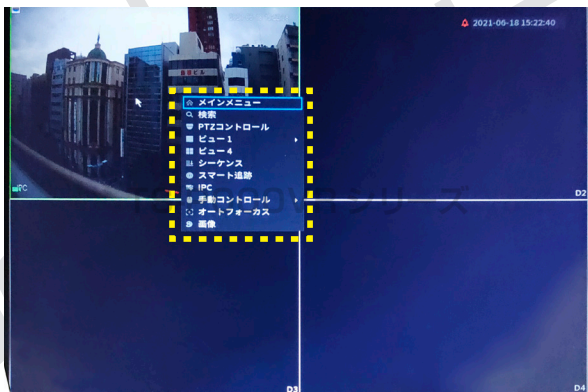 2021-06-18 15:22:40
メインメニュー
検索
PTZコントロール
ビュー1
ビュー4
シーケンス
スマート追跡
IPC
手動コントロール
オートフォーカス
画像
IPC
D2
D3
D4